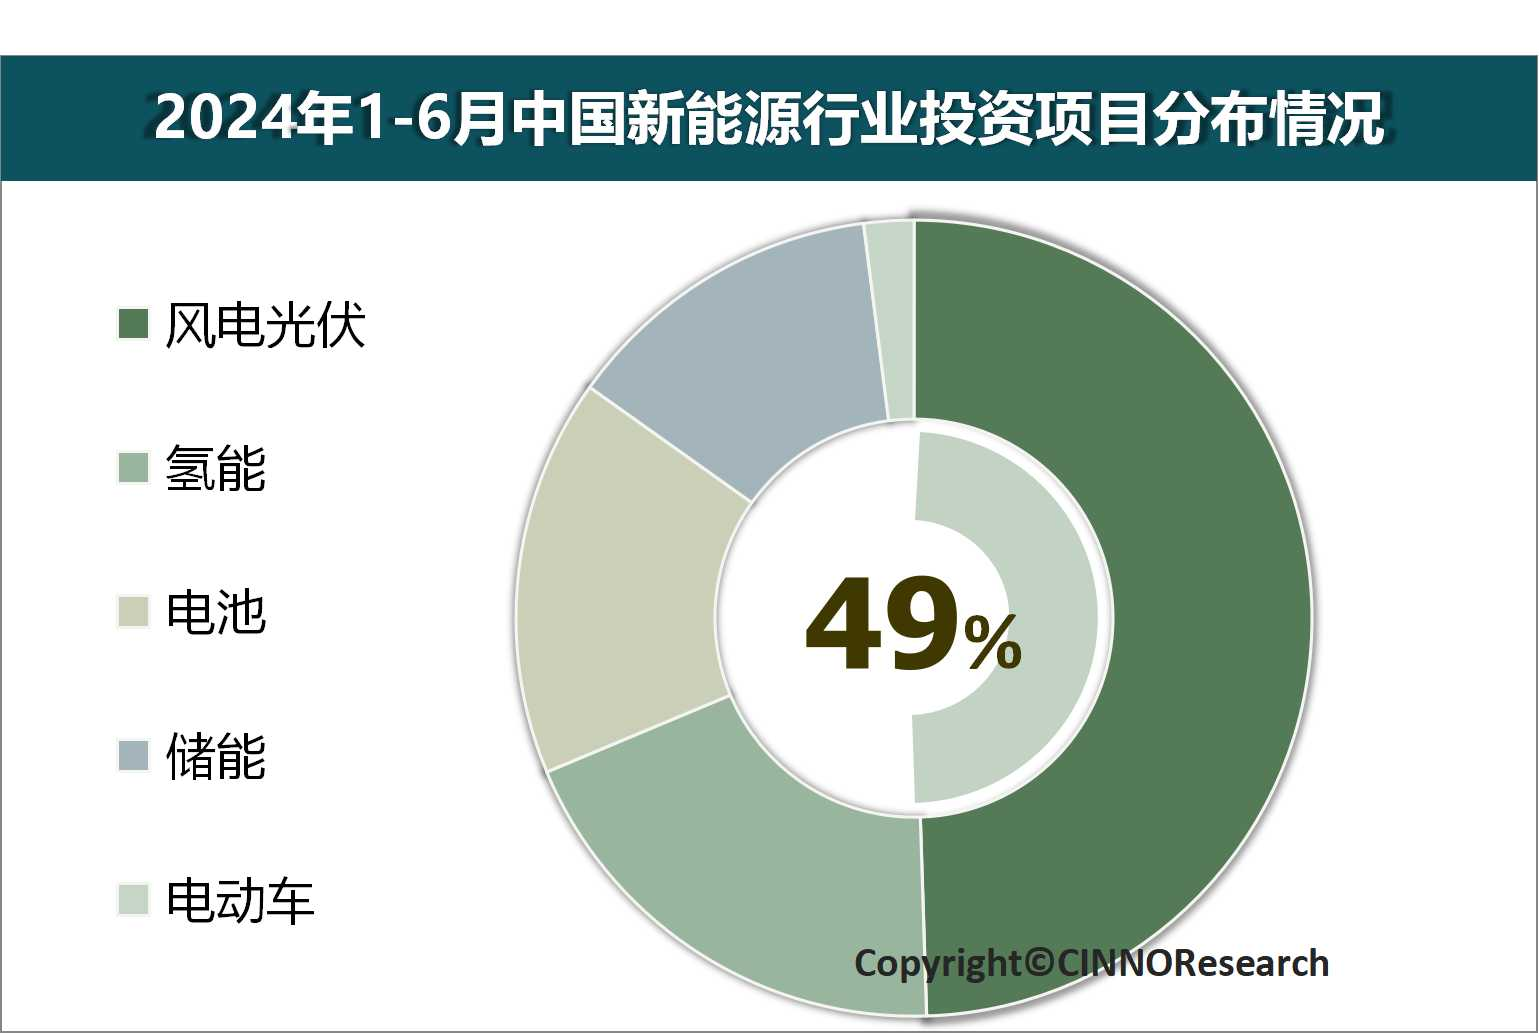 2024年1-6月中国新能源行业投资项目分布情况
风电光伏
氢能
电池
储能
电动车
49%
Copyright©CINNOResearch